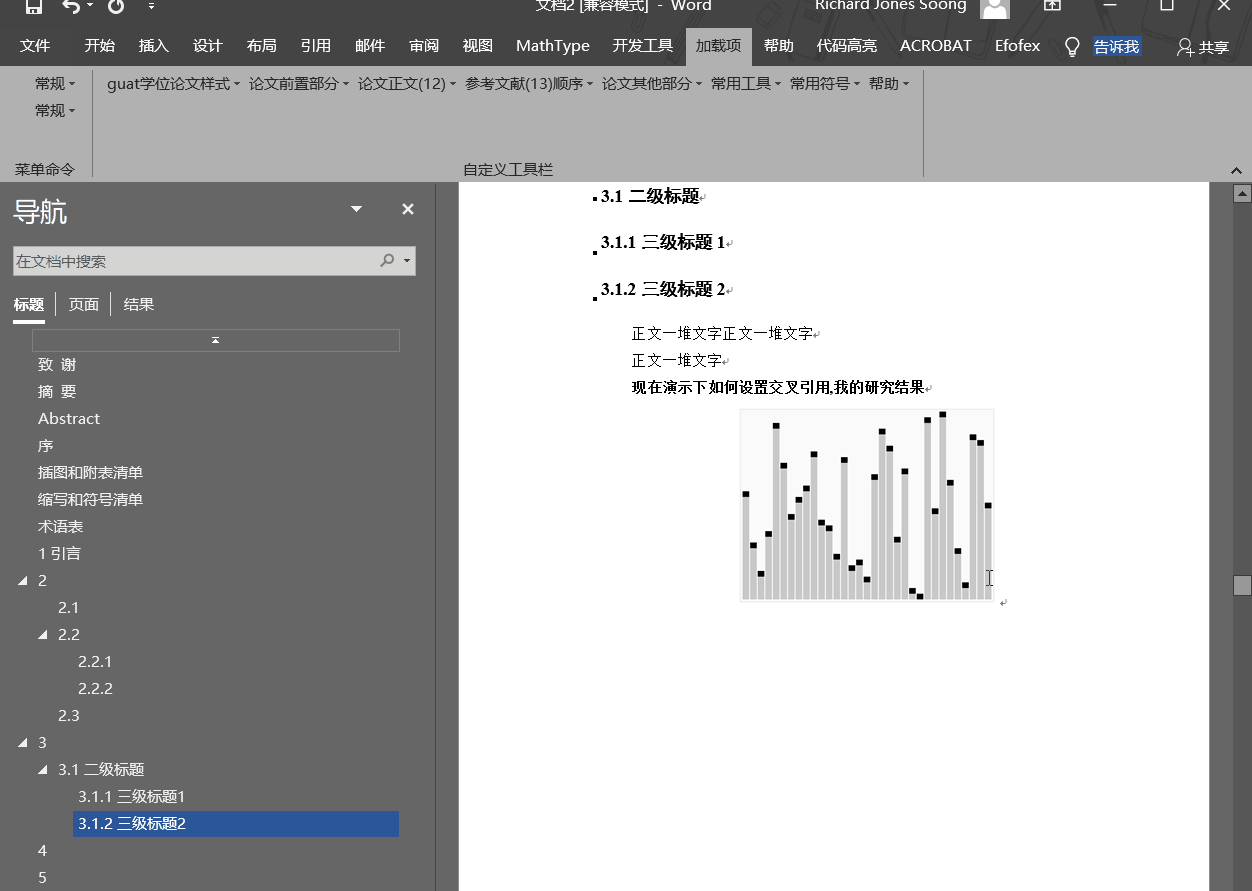 文档2 [兼容模式] - Word Richard Jones Soong
文件 开始 插入 设计 布局 引用 邮件 审阅 视图 MathType 开发工具 加载项 帮助 代码高亮 ACROBAT Efofex 告诉我 共享
常规 guat学位论文样式 论文前置部分 论文正文(12) 参考文献(13)顺序 论文其他部分 常用工具 常用符号 帮助
常规
菜单命令 自定义工具栏
导航
在文档中搜索
标题 页面 结果
致 谢
摘 要
Abstract
序
插图和附表清单
缩写和符号清单
术语表
1 引言
2
2.1
2.2
2.2.1
2.2.2
2.3
3
3.1 二级标题
3.1.1 三级标题1
3.1.2 三级标题2
4
5
3.1 二级标题
3.1.1 三级标题 1
3.1.2 三级标题 2
正文一堆文字正文一堆文字
正文一堆文字
现在演示下如何设置交叉引用,我的研究结果